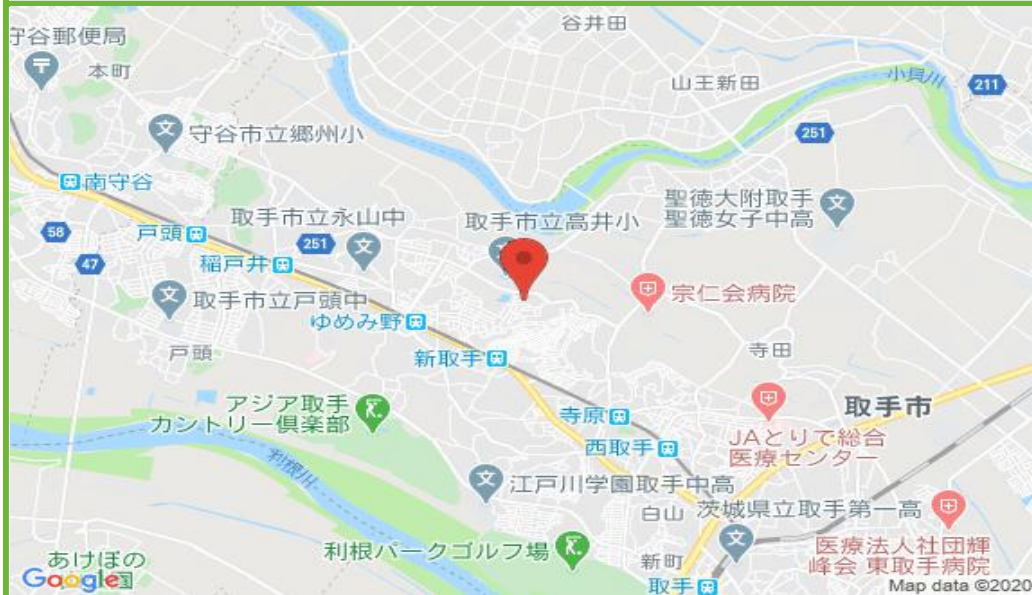 谷井田
守谷郵便局
本町
山王新田
小貝川
211
守谷市立郷州小
251
南守谷
聖徳大附取手
聖徳女子中高
取手市立永山中
取手市立高井小
58
戸頭
251
47
稲戸井
宗仁会病院
取手市立戸頭中
ゆめみ野
戸頭
新取手
寺田
アジア取手
カントリー倶楽部
寺原
取手市
西取手
JAとりで総合
医療センター
利根川
江戸川学園取手中高
白山
茨城県立取手第一高
利根パークゴルフ場
新町
医療法人社団輝
峰会 東取手病院
あけぼの
Google
取手
Map data ©2020